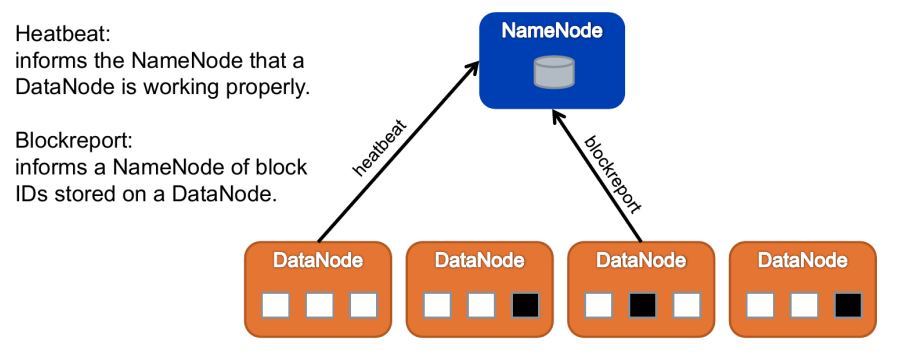 Heatbeat:
informs the NameNode that a
DataNode is working properly.
Blockreport:
informs a NameNode of block
IDs stored on a DataNode.
NameNode
heatbeat
blockreport
DataNode
DataNode
DataNode
DataNode